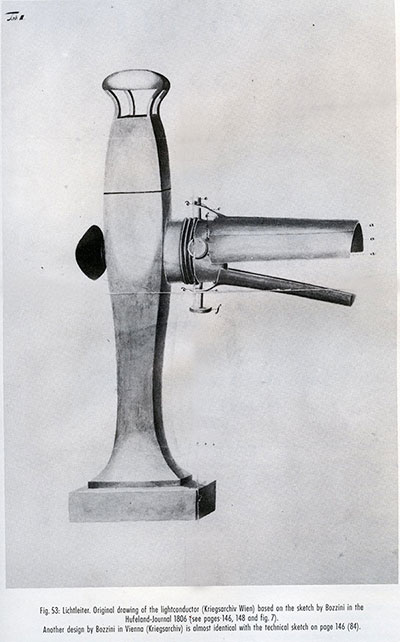 Fig. 53: Lichtleiter. Original drawing of the lightconductor (Kriegsarchiv Wien) based on the sketch by Bozzini in the
Hufeland-Journal 1806 (see pages 146, 148 and fig. 7).
Another design by Bozzini in Vienna (Kriegsarchiv) is almost identical with the technical sketch on page 146 (84).